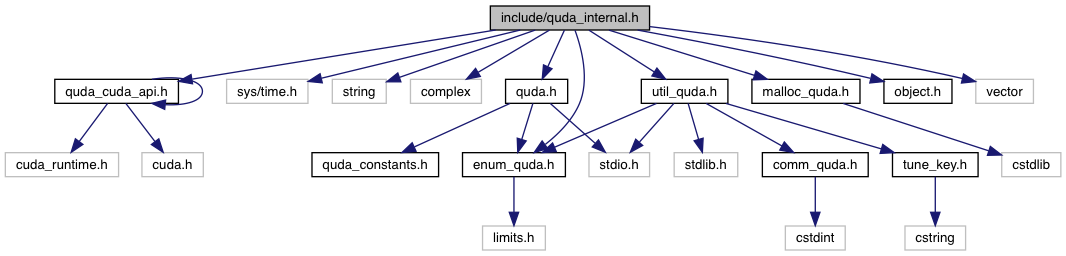 include/quda_internal.h
quda_cuda_api.h
sys/time.h
string
complex
quda.h
util_quda.h
malloc_quda.h
object.h
vector
cuda_runtime.h
cuda.h
quda_constants.h
enum_quda.h
stdio.h
stdlib.h
comm_quda.h
tune_key.h
cstdlib
limits.h
cstdint
cstring